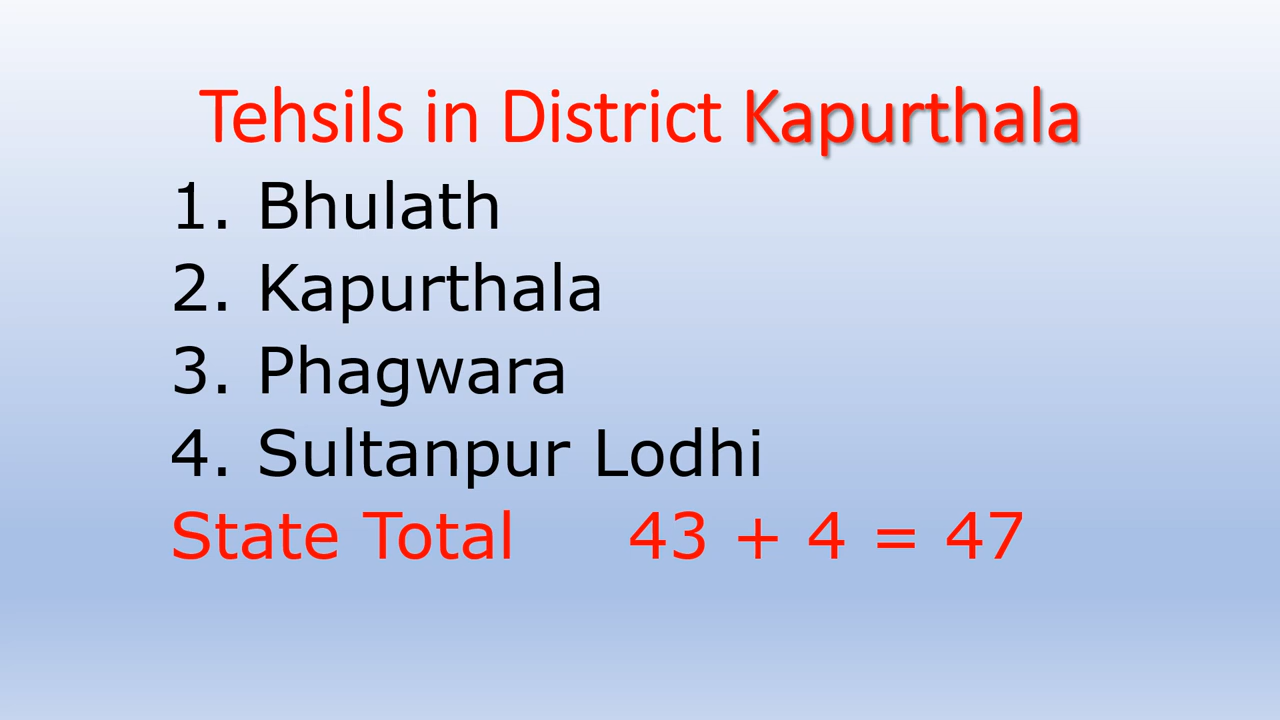 Tehsils in District Kapurthala
1. Bhulath
2. Kapurthala
3. Phagwara
4. Sultanpur Lodhi
State Total 43 + 4 = 47